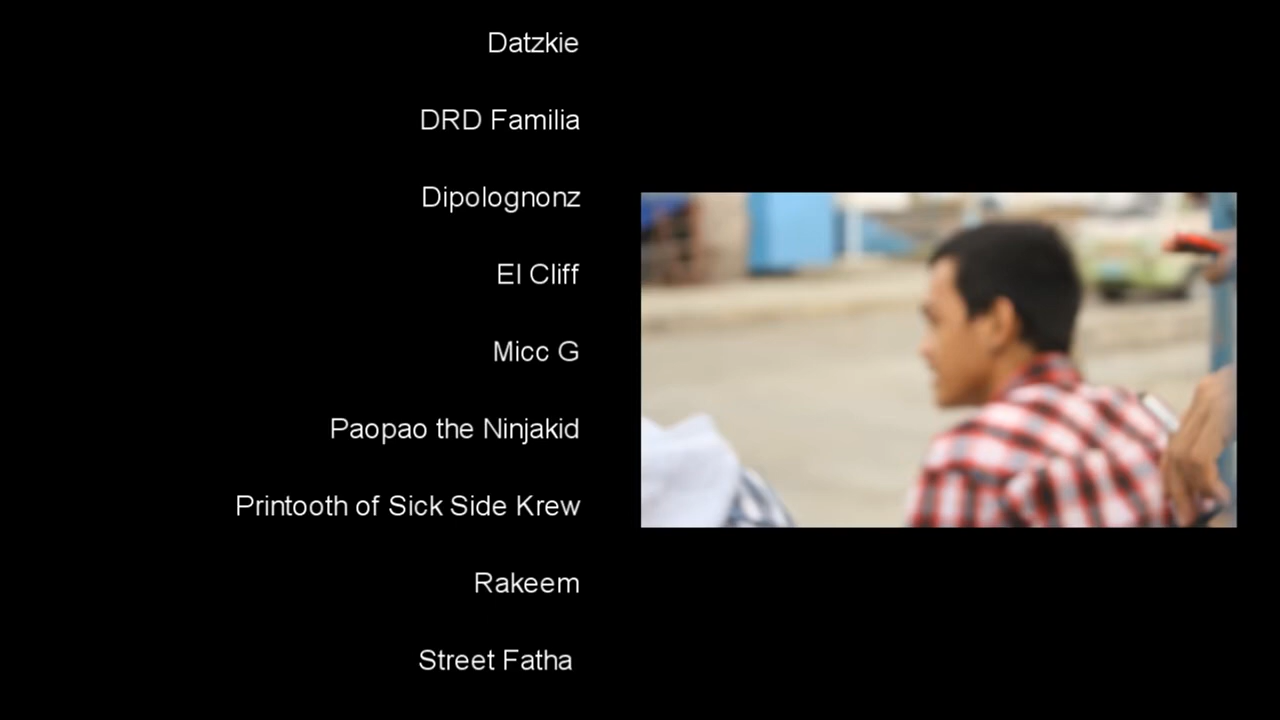 Datzkie
DRD Familia
Dipolognonz
El Cliff
Micc G
Paopao the Ninjakid
Printooth of Sick Side Krew
Rakeem
Street Fatha